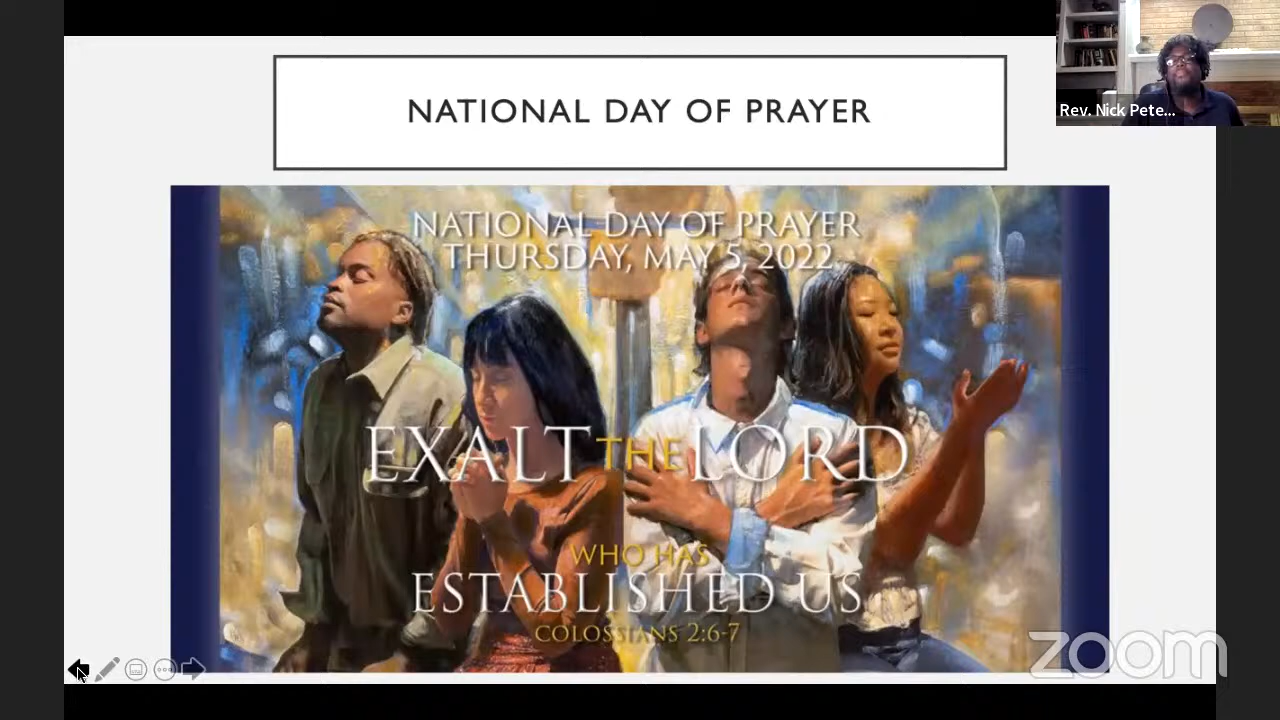 NATIONAL DAY OF PRAYER
Rev. Nick Pete...
NATIONAL DAY OF PRAYER
THURSDAY, MAY 5, 2022
EXALT THE LORD
WHO HAS
ESTABLISHED US
COLOSSIANS 2:6-7
zoom